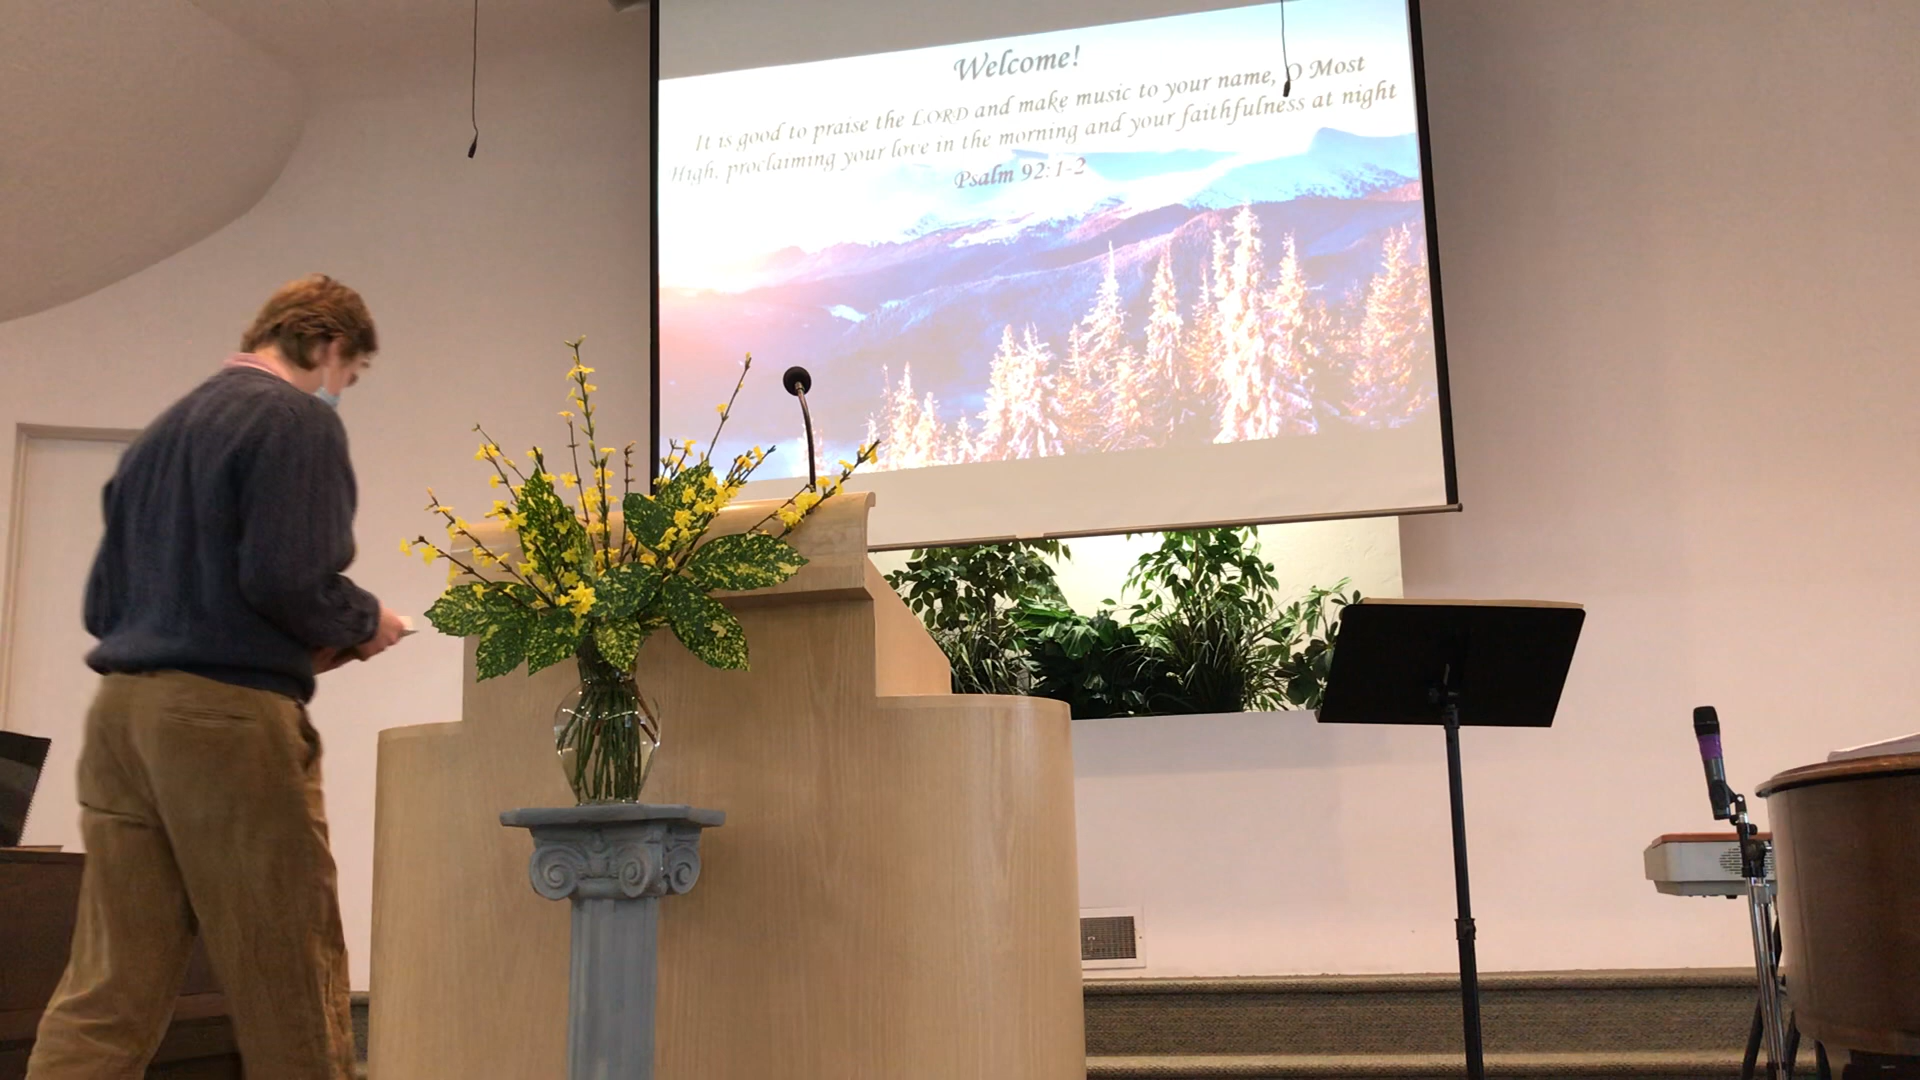 Welcome!
It is good to praise the LORD and make music to your name, O Most
High, proclaiming your love in the morning and your faithfulness at night
Psalm 92:1-2